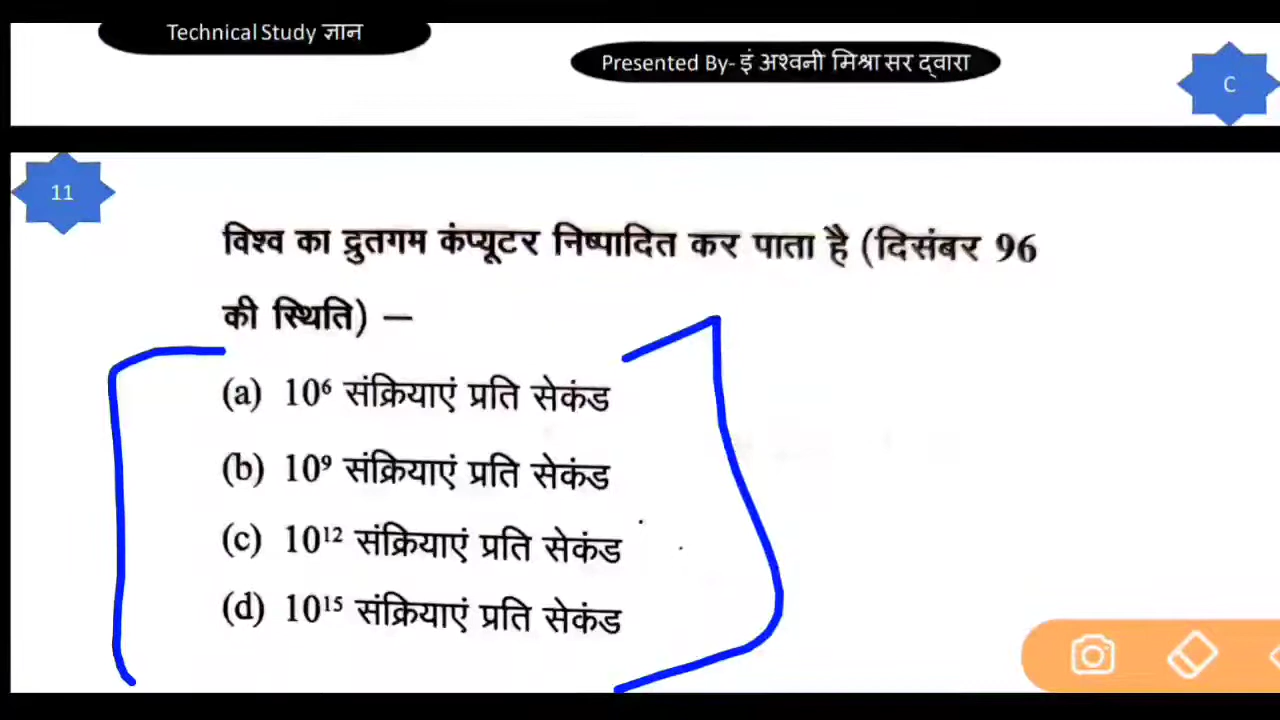 Technical Study ज्ञान
Presented By- इं अश्वनी मिश्रा सर द्वारा
C
11
विश्व का द्रुतगम कंप्यूटर निष्पादित कर पाता है (दिसंबर 96
की स्थिति) —
(a) 10⁶ संक्रियाएं प्रति सेकंड
(b) 10⁹ संक्रियाएं प्रति सेकंड
(c) 10¹² संक्रियाएं प्रति सेकंड
(d) 10¹⁵ संक्रियाएं प्रति सेकंड